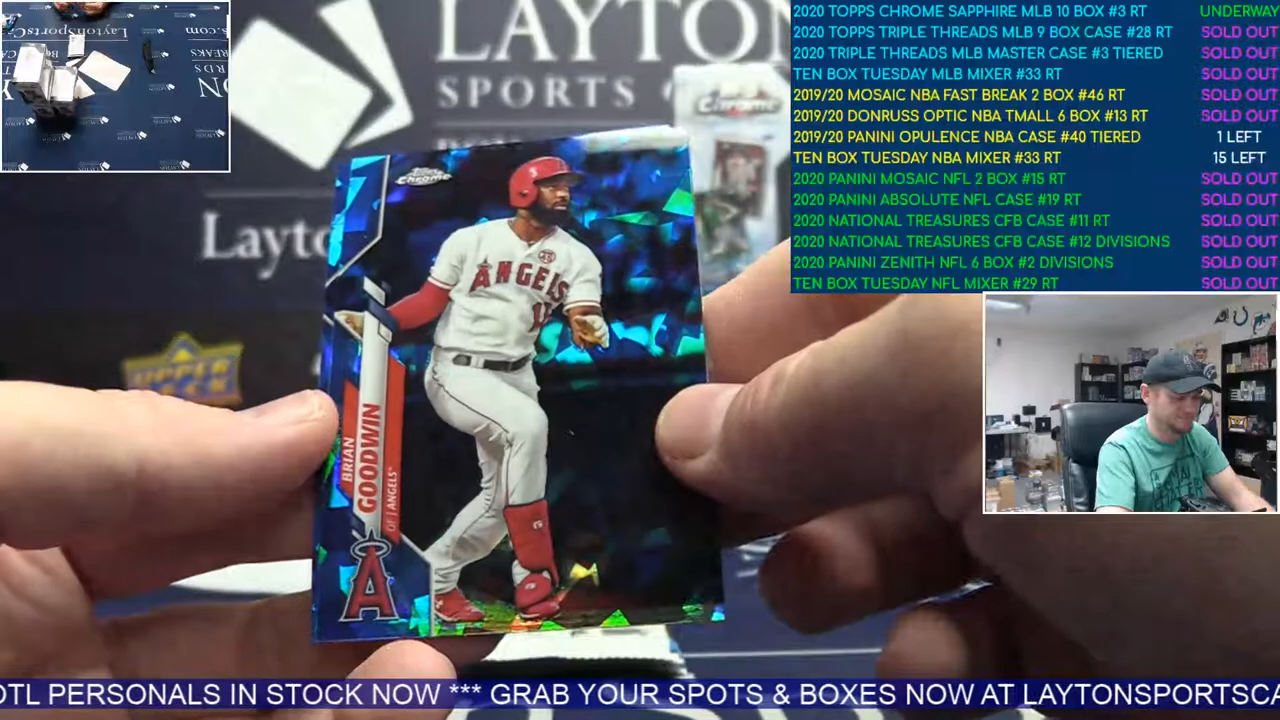 LaytonSportsC
.com
LAYTON
SPORTS C
Layto
UPPER
Topps
Chrome
Chrome
ANGELS
BRIAN
GOODWIN
OF | ANGELS®
A
2020 TOPPS CHROME SAPPHIRE MLB 10 BOX #3 RT UNDERWAY
2020 TOPPS TRIPLE THREADS MLB 9 BOX CASE #28 RT SOLD OUT
2020 TRIPLE THREADS MLB MASTER CASE #3 TIERED SOLD OUT
TEN BOX TUESDAY MLB MIXER #33 RT SOLD OUT
2019/20 MOSAIC NBA FAST BREAK 2 BOX #46 RT SOLD OUT
2019/20 DONRUSS OPTIC NBA TMALL 6 BOX #13 RT SOLD OUT
2019/20 PANINI OPULENCE NBA CASE #40 TIERED 1 LEFT
TEN BOX TUESDAY NBA MIXER #33 RT 15 LEFT
2020 PANINI MOSAIC NFL 2 BOX #15 RT SOLD OUT
2020 PANINI ABSOLUTE NFL CASE #19 RT SOLD OUT
2020 NATIONAL TREASURES CFB CASE #11 RT SOLD OUT
2020 NATIONAL TREASURES CFB CASE #12 DIVISIONS SOLD OUT
2020 PANINI ZENITH NFL 6 BOX #2 DIVISIONS SOLD OUT
TEN BOX TUESDAY NFL MIXER #29 RT SOLD OUT
OTL PERSONALS IN STOCK NOW *** GRAB YOUR SPOTS & BOXES NOW AT LAYTONSPORTSCA